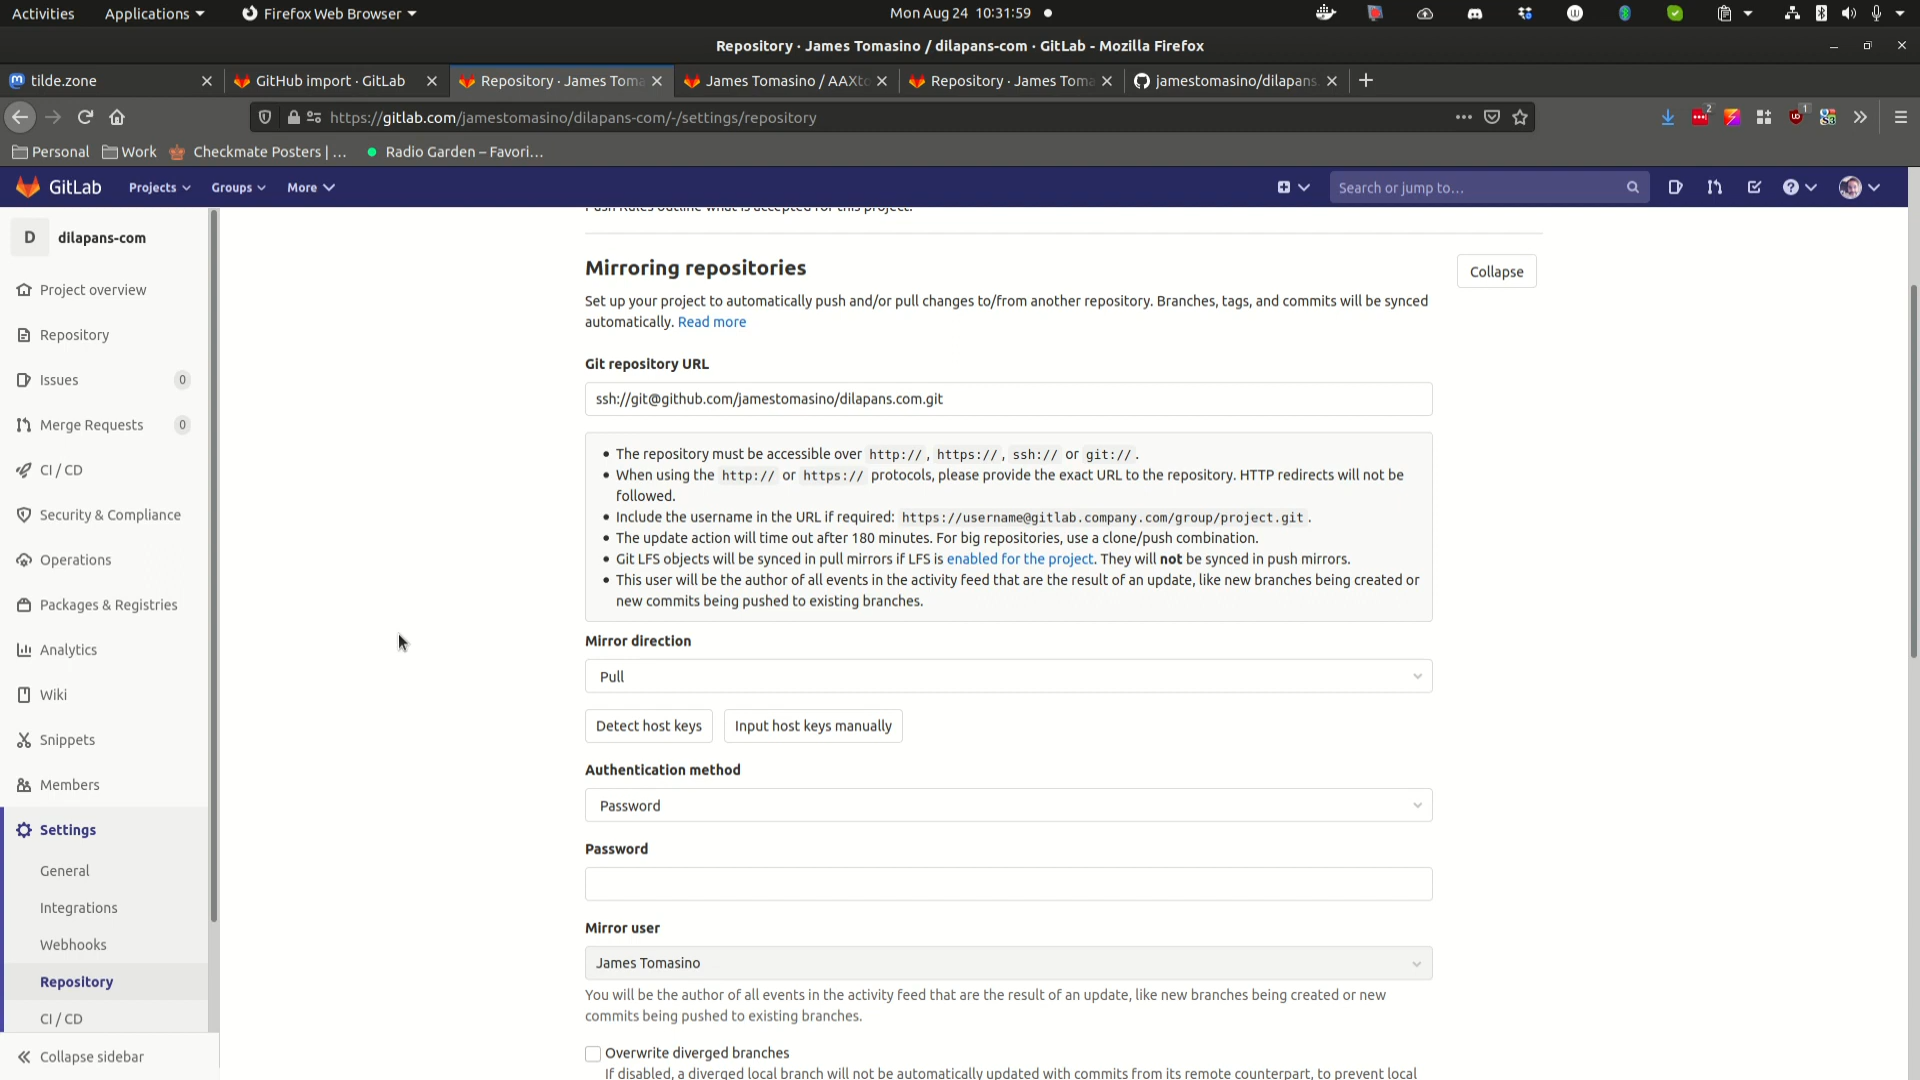 Activities Applications Firefox Web Browser Mon Aug 24 10:31:59
Repository · James Tomasino / dilapans-com · GitLab - Mozilla Firefox
tilde.zone GitHub import · GitLab Repository · James Toma James Tomasino / AAXto Repository · James Toma jamestomasino/dilapans
https://gitlab.com/jamestomasino/dilapans-com/-/settings/repository 2 1
Personal Work Checkmate Posters | ... Radio Garden – Favori...
GitLab Projects Groups More Search or jump to...
Push Rules outline what is accepted for this project.
D dilapans-com
Project overview
Repository
Issues 0
Merge Requests 0
CI / CD
Security & Compliance
Operations
Packages & Registries
Analytics
Wiki
Snippets
Members
Settings
General
Integrations
Webhooks
Repository
CI / CD
Collapse sidebar
Mirroring repositories
Collapse
Set up your project to automatically push and/or pull changes to/from another repository. Branches, tags, and commits will be synced
automatically. Read more
Git repository URL
ssh://git@github.com/jamestomasino/dilapans.com.git
The repository must be accessible over http://, https://, ssh:// or git://.
When using the http:// or https:// protocols, please provide the exact URL to the repository. HTTP redirects will not be
followed.
Include the username in the URL if required: https://username@gitlab.company.com/group/project.git.
The update action will time out after 180 minutes. For big repositories, use a clone/push combination.
Git LFS objects will be synced in pull mirrors if LFS is enabled for the project. They will not be synced in push mirrors.
This user will be the author of all events in the activity feed that are the result of an update, like new branches being created or
new commits being pushed to existing branches.
Mirror direction
Pull
Detect host keys Input host keys manually
Authentication method
Password
Password
Mirror user
James Tomasino
You will be the author of all events in the activity feed that are the result of an update, like new branches being created or new
commits being pushed to existing branches.
Overwrite diverged branches
If disabled, a diverged local branch will not be automatically updated with commits from its remote counterpart, to prevent local